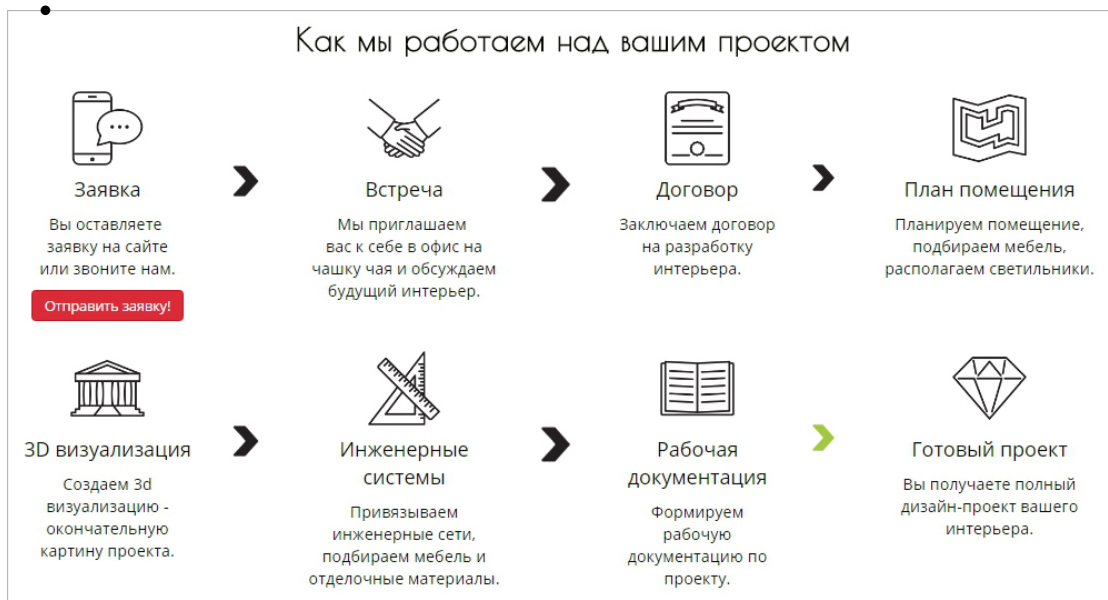 Как мы работаем над вашим проектом
Заявка
Вы оставляете
заявку на сайте
или звоните нам.
Отправить заявку!
Встреча
Мы приглашаем
вас к себе в офис на
чашку чая и обсуждаем
будущий интерьер.
Договор
Заключаем договор
на разработку
интерьера.
План помещения
Планируем помещение,
подбираем мебель,
располагаем светильники.
3D визуализация
Создаем 3d
визуализацию -
окончательную
картину проекта.
Инженерные
системы
Привязываем
инженерные сети,
подбираем мебель и
отделочные материалы.
Рабочая
документация
Формируем
рабочую
документацию по
проекту.
Готовый проект
Вы получаете полный
дизайн-проект вашего
интерьера.